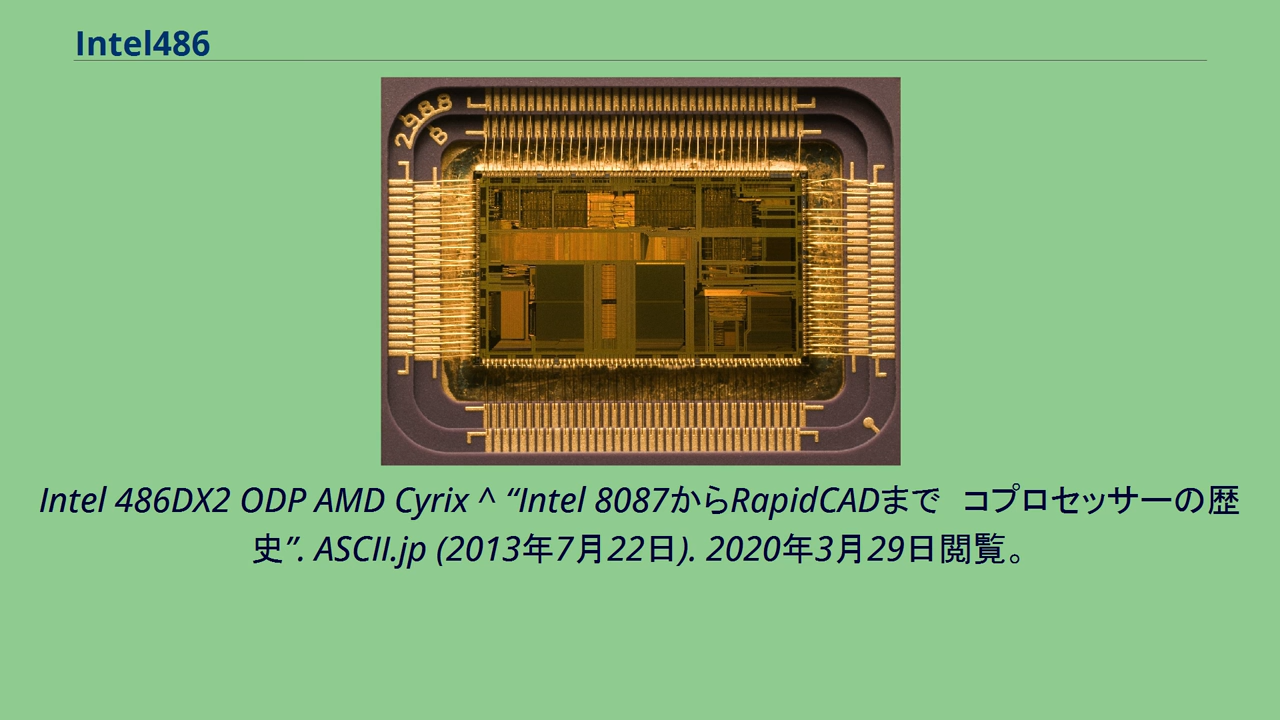 Intel486
2988
B
Intel 486DX2 ODP AMD Cyrix ^ “Intel 8087からRapidCADまで　コプロセッサーの歴
史”. ASCII.jp (2013年7月22日). 2020年3月29日閲覧。